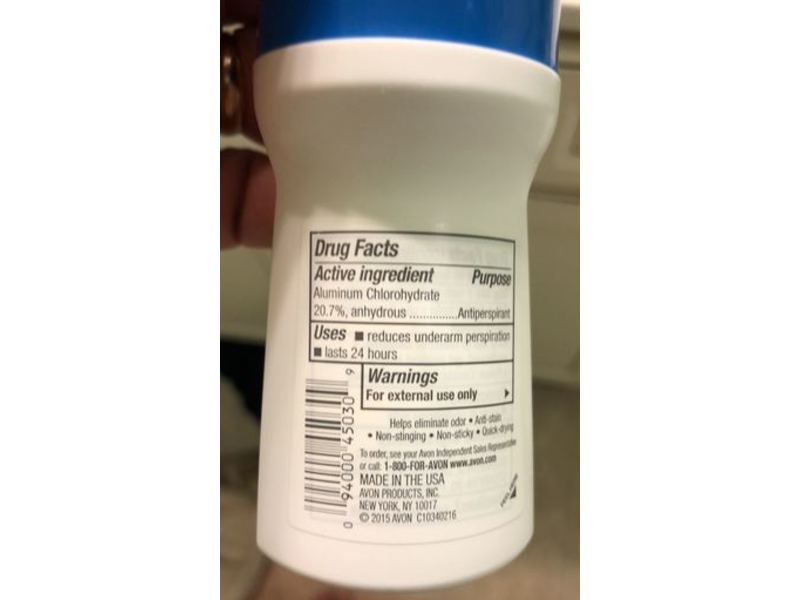 Drug Facts
Active ingredient Purpose
Aluminum Chlorohydrate
20.7%, anhydrous ..............Antiperspirant
Uses ■ reduces underarm perspiration
■ lasts 24 hours
Warnings
For external use only
Helps eliminate odor • Anti-stain
• Non-stinging • Non-sticky • Quick-drying
To order, see your Avon Independent Sales Representative
or call: 1-800-FOR-AVON www.avon.com
MADE IN THE USA
AVON PRODUCTS, INC.
NEW YORK, NY 10017
© 2015 AVON C10340216
0 94000 45030 9